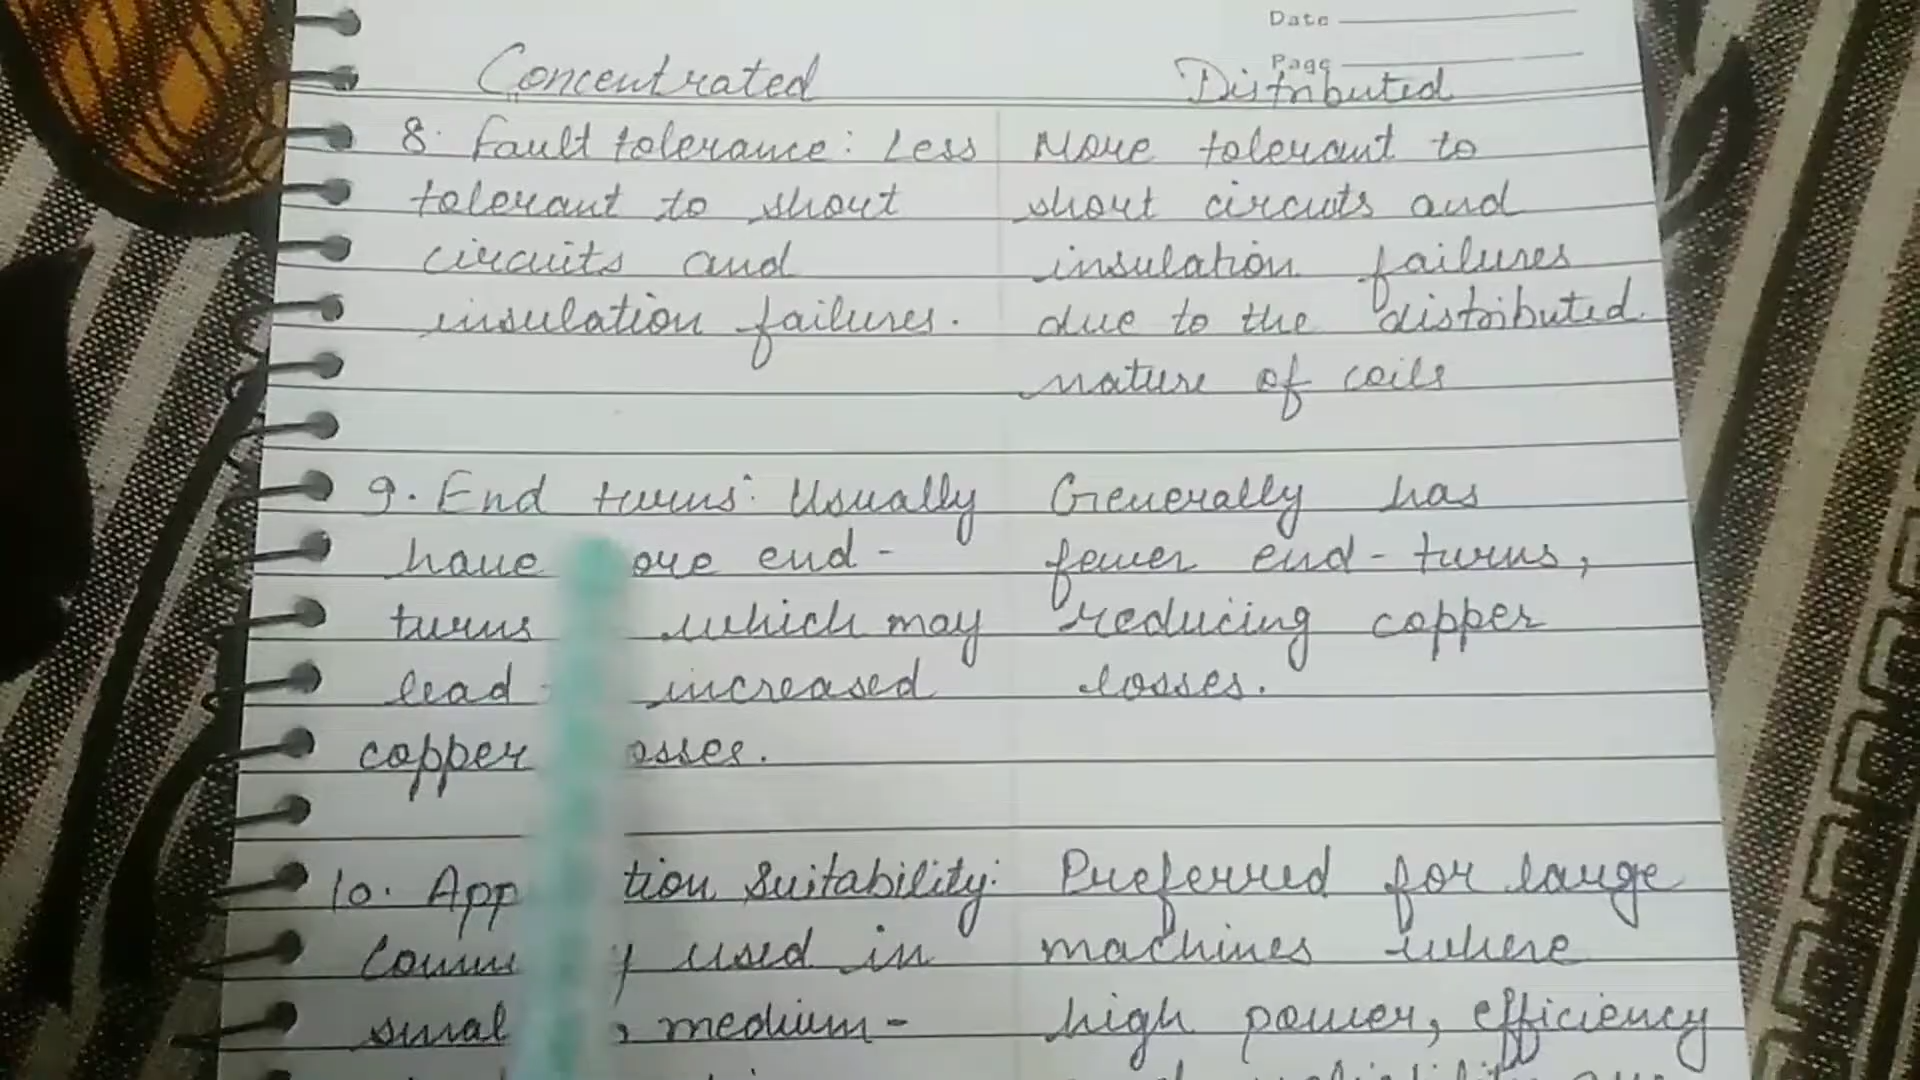 Date
Page
Concentrated Distributed
8. Fault tolerance: Less
tolerant to short
circuits and
insulation failures.
More tolerant to
short circuits and
insulation failures
due to the distributed
nature of coils
9. End turns: Usually
have end-
turns which may
lead increased
copper
Generally has
fewer end-turns,
reducing copper
losses.
10. Suitability:
used in
medium-
Preferred for large
machines where
high power, efficiency